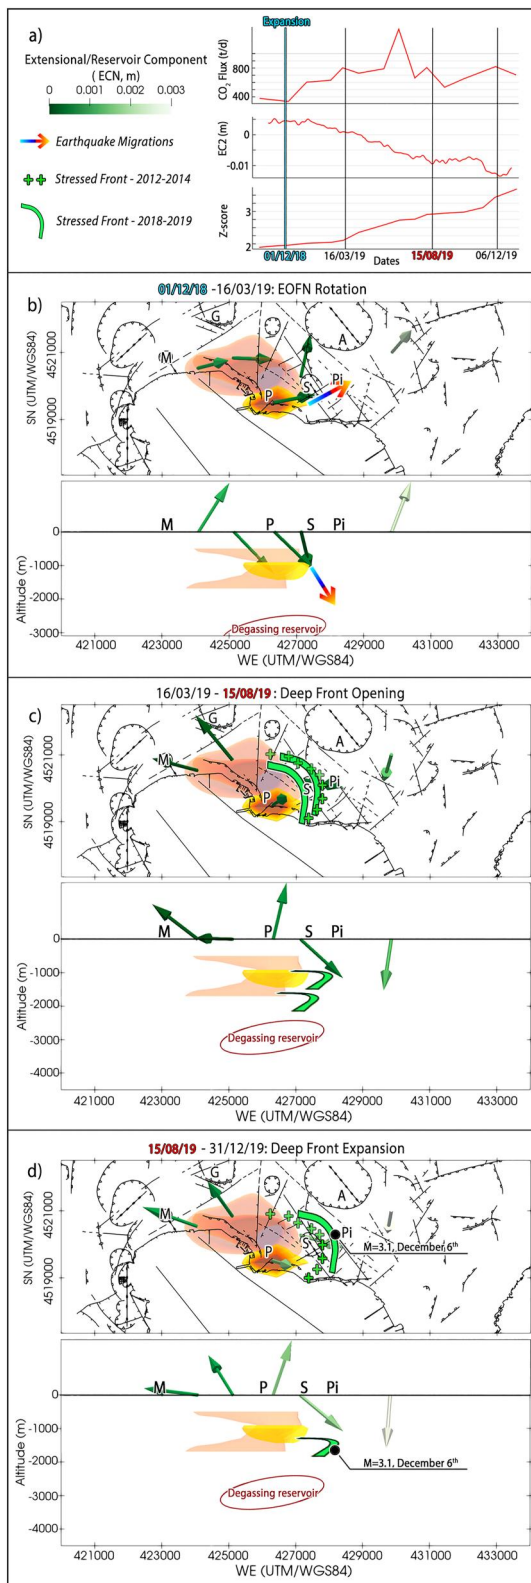 a)
Expansion
Extensional/Reservoir Component
( ECN, m)
0 0.001 0.002 0.003
Earthquake Migrations
Stressed Front - 2012-2014
Stressed Front - 2018-2019
CO2 Flux (t/d)
800
400
EC2 (m)
0
-0.01
Z-score
3
2
01/12/18 16/03/19 15/08/19 06/12/19
Dates
b) 01/12/18 -16/03/19: EOFN Rotation
SN (UTM/WGS84)
4521000
4519000
G
A
M
Pi
S
P
Altitude (m)
0
-1000
-2000
-3000
M P S Pi
Degassing reservoir
421000 423000 425000 427000 429000 431000 433000
WE (UTM/WGS84)
16/03/19 - 15/08/19 : Deep Front Opening
c)
SN (UTM/WGS84)
4521000
4519000
G
A
M
Pi
S
P
Altitude (m)
0
-1000
-2000
-3000
-4000
M P S Pi
Degassing reservoir
421000 423000 425000 427000 429000 431000 433000
WE (UTM/WGS84)
15/08/19 - 31/12/19: Deep Front Expansion
d)
SN (UTM/WGS84)
4521000
4519000
G
A
M
Pi
S
P
M=3.1, December 6th
Altitude (m)
0
-1000
-2000
-3000
-4000
M P S Pi
M=3.1, December 6th
Degassing reservoir
421000 423000 425000 427000 429000 431000 433000
WE (UTM/WGS84)